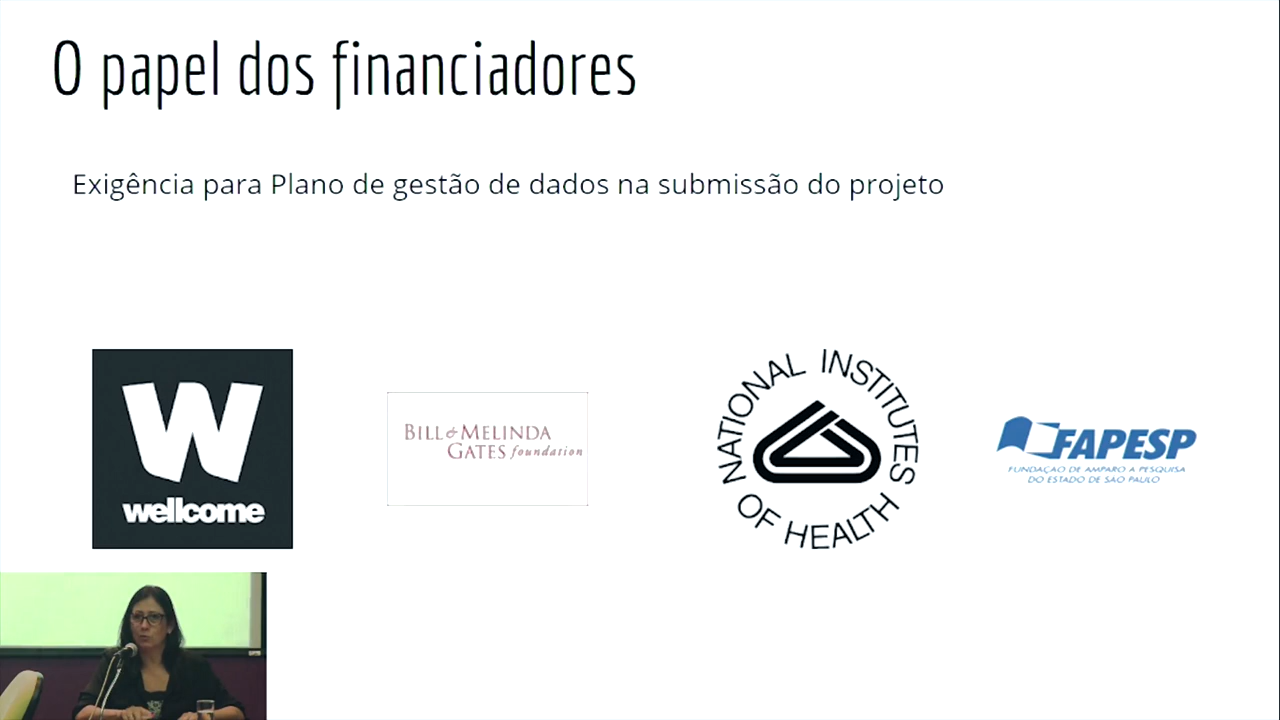 O papel dos financiadores
Exigência para Plano de gestão de dados na submissão do projeto
W
wellcome
BILL & MELINDA
GATES foundation
NATIONAL INSTITUTES
OF HEALTH
FAPESP
FUNDAÇÃO DE AMPARO A PESQUISA
DO ESTADO DE SAO PAULO